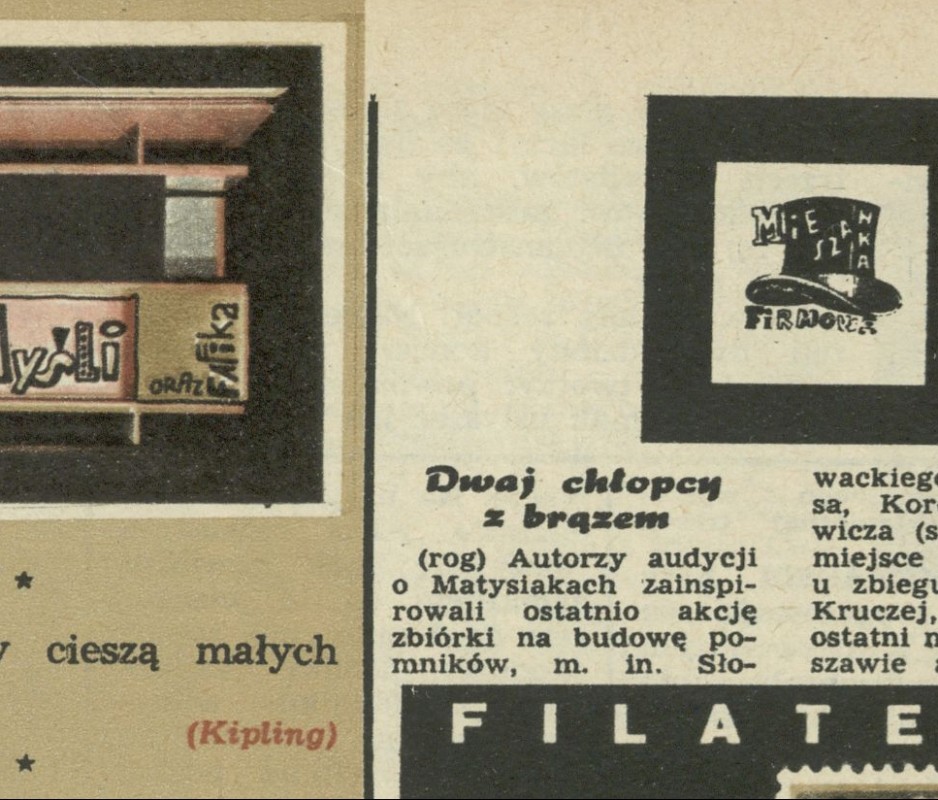 ORAZ
y cieszą małych
(Kipling)
MIESZANKA
FIRMOWA
Dwaj chłopcy
z brązem
(rog) Autorzy audycji
o Matysiakach zainspi-
rowali ostatnio akcję
zbiórki na budowę po-
mników, m. in. Sło-
wackiego
sa, Kor
wicza (s
miejsce
u zbiegu
Kruczej,
ostatni n
szawie a
FILATE